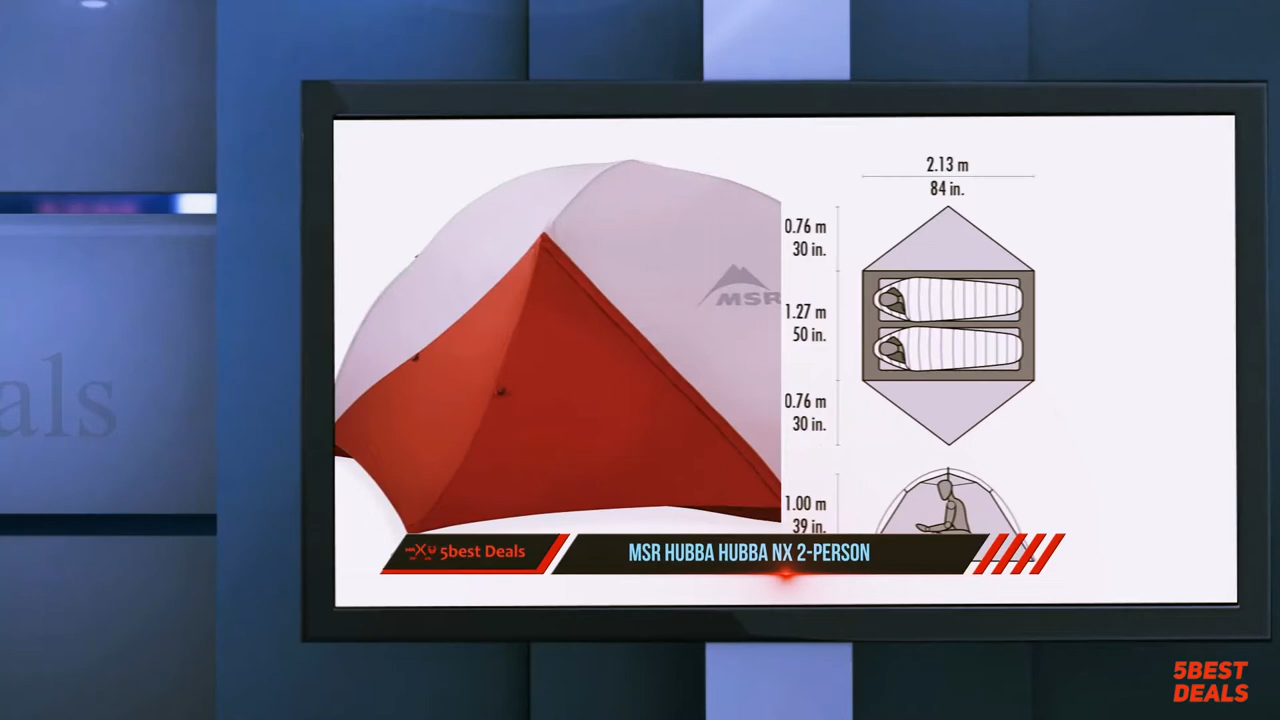 als
MSR
2.13 m
84 in.
0.76 m
30 in.
1.27 m
50 in.
0.76 m
30 in.
1.00 m
39 in.
5best Deals
MSR HUBBA HUBBA NX 2-PERSON
5BEST
DEALS